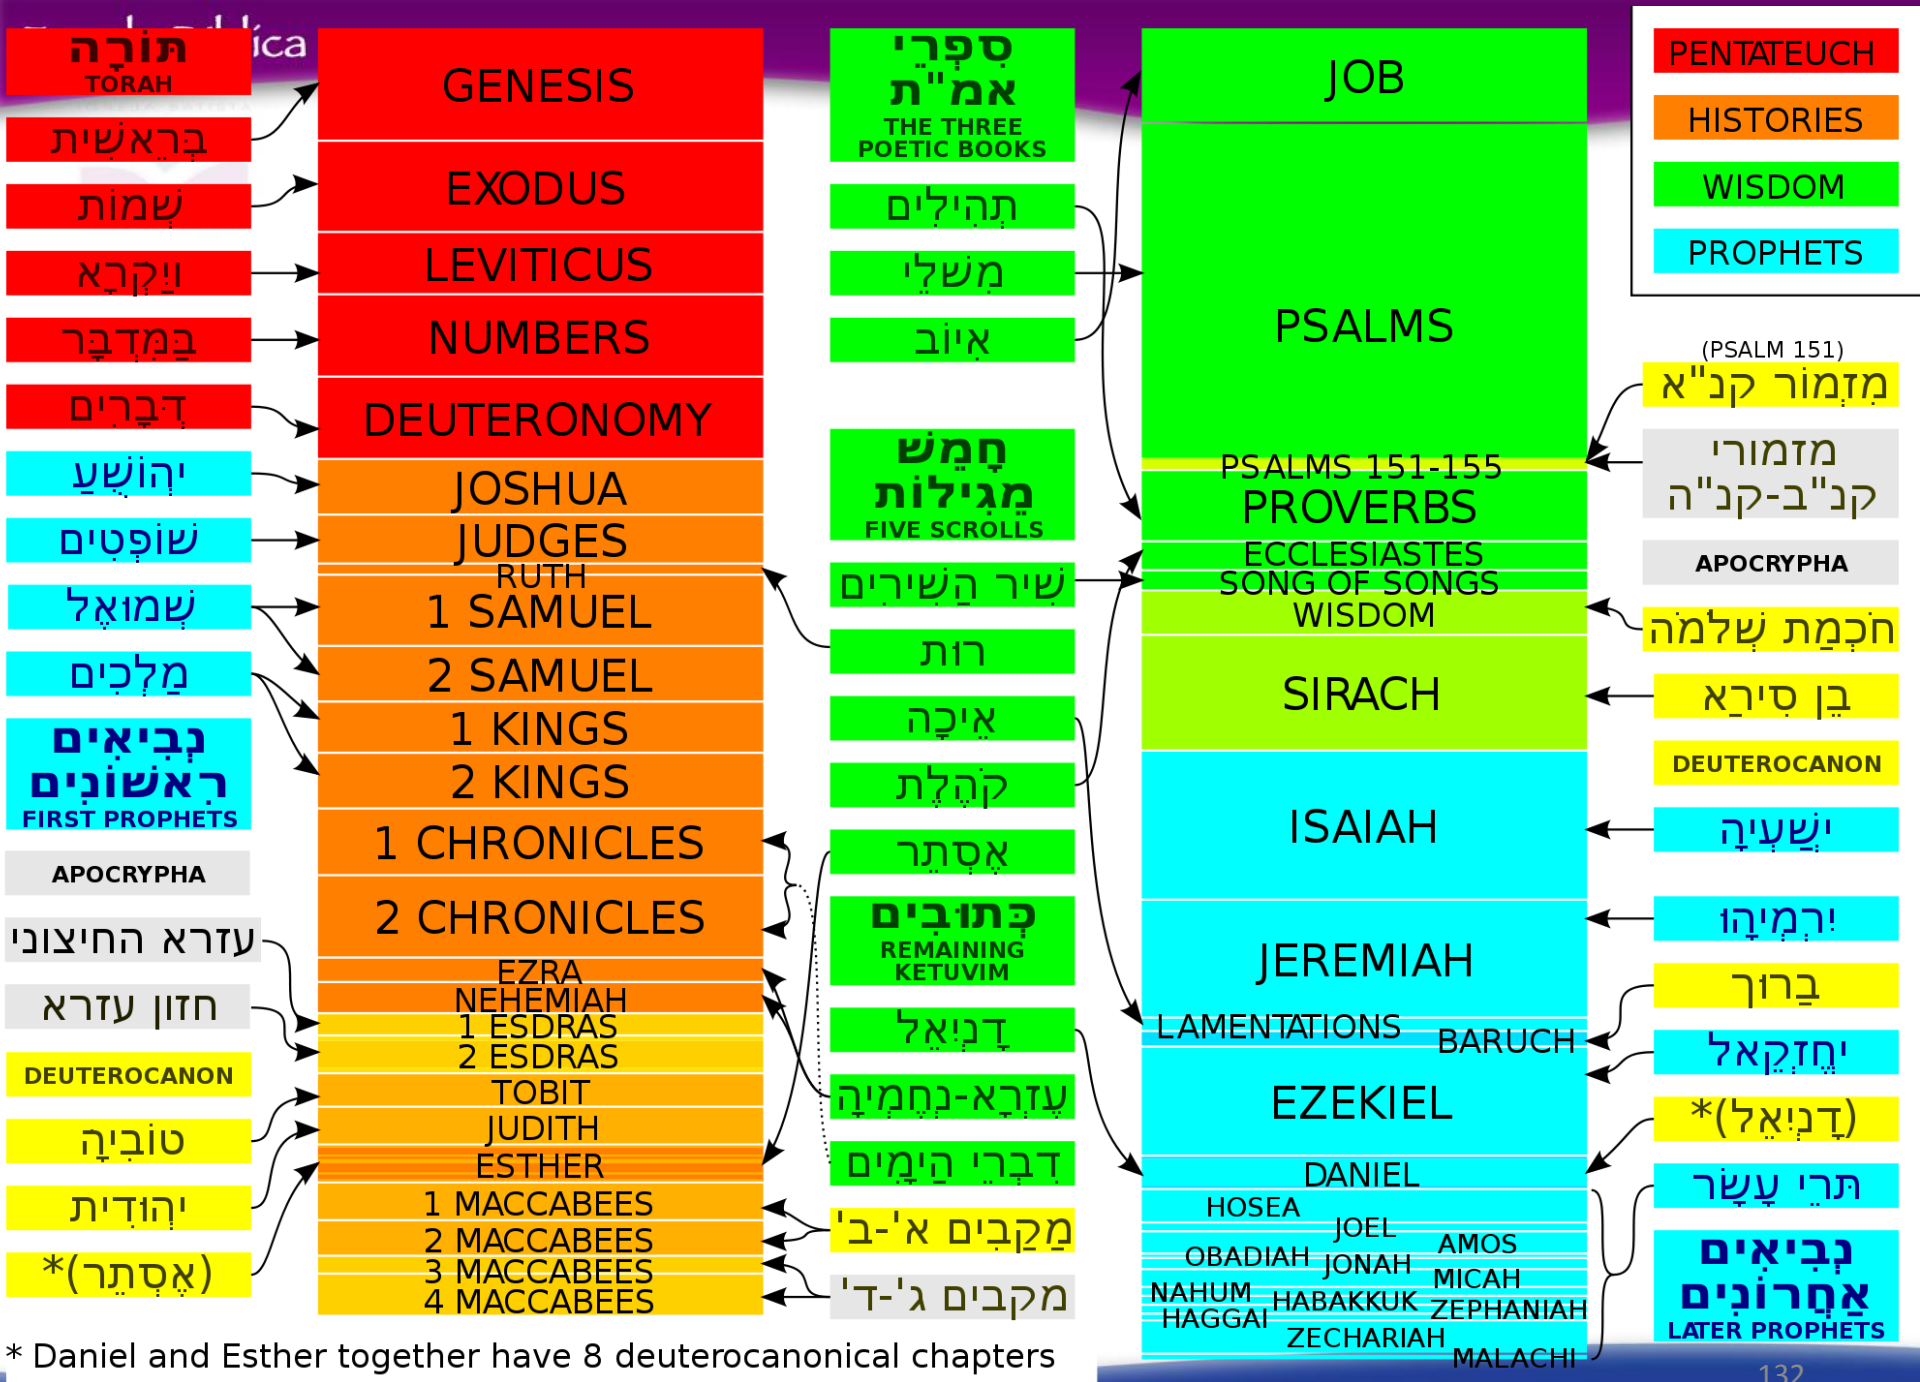 ica
תּוֹרָה
TORAH
בְּרֵאשִׁית
שְׁמוֹת
וַיִּקְרָא
בַּמִּדְבָּר
דְּבָרִים
יְהוֹשֻׁעַ
שׁוֹפְטִים
שְׁמוּאֶל
מַלְכִים
נְבִיאִים
רִאשׁוֹנִים
FIRST PROPHETS
APOCRYPHA
עזרא החיצוני
חזון עזרא
DEUTEROCANON
טוֹבִיָה
יְהוּדִית
(אֶסְתֵר)*
GENESIS
EXODUS
LEVITICUS
NUMBERS
DEUTERONOMY
JOSHUA
JUDGES
RUTH
1 SAMUEL
2 SAMUEL
1 KINGS
2 KINGS
1 CHRONICLES
2 CHRONICLES
EZRA
NEHEMIAH
1 ESDRAS
2 ESDRAS
TOBIT
JUDITH
ESTHER
1 MACCABEES
2 MACCABEES
3 MACCABEES
4 MACCABEES
סִפְרֵי
אמ"ת
THE THREE
POETIC BOOKS
תְהִילִים
מִשׁלֵי
אִיוֹב
חָמֵשׁ
מֵגִילוֹת
FIVE SCROLLS
שִׁיר הַשִׁירִים
רוּת
אֵיכָה
קֹהֶלֶת
אֶסְתֵר
כְּתוּבִים
REMAINING
KETUVIM
דָנִיֵאל
עֶזְרָא-נְחֶמְיָה
דִבְרֵי הַיָמִים
מַקַבִים א'-ב'
מקבים ג'-ד'
JOB
PSALMS
PSALMS 151-155
PROVERBS
ECCLESIASTES
SONG OF SONGS
WISDOM
SIRACH
ISAIAH
JEREMIAH
LAMENTATIONS
BARUCH
EZEKIEL
DANIEL
HOSEA
JOEL
AMOS
OBADIAH
JONAH
MICAH
NAHUM
HABAKKUK
ZEPHANIAH
HAGGAI
ZECHARIAH
MALACHI
PENTATEUCH
HISTORIES
WISDOM
PROPHETS
(PSALM 151)
מִזְמוֹר קנ"א
מזמורי
קנ"ב-קנ"ה
APOCRYPHA
חֹכְמַת שְׁלֹמֹה
בֵן סִירַא
DEUTEROCANON
יִשַׁעְיָה
יִרְמְיָהוּ
בַרוּך
יחֶזְקֵאל
(דָנִיֵאל)*
תּרֵי עָשָׂר
נְבִיאִים
אַחֲרוֹנִים
LATER PROPHETS
* Daniel and Esther together have 8 deuterocanonical chapters
132